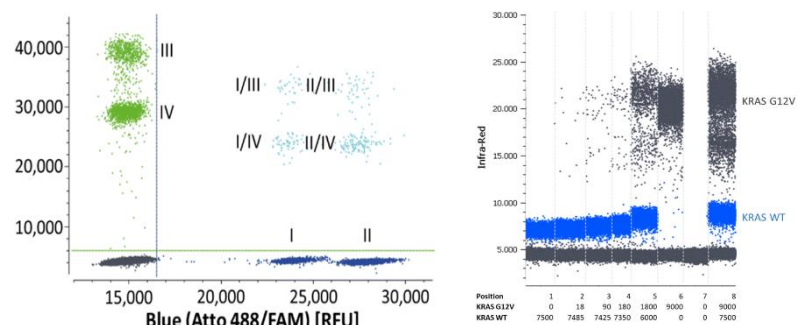 40,000
30,000
20,000
10,000
III
IV
I/III II/III
I/IV II/IV
I II
15,000 20,000 25,000 30,000
Blue (Atto 488/FAM) [RFU]
Infra-Red
30.000
25.000
20.000
15.000
10.000
5.000
KRAS G12V
KRAS WT
Position 1 2 3 4 5 6 7 8
KRAS G12V 0 18 90 180 1800 9000 0 9000
KRAS WT 7500 7485 7425 7350 6000 0 0 7500